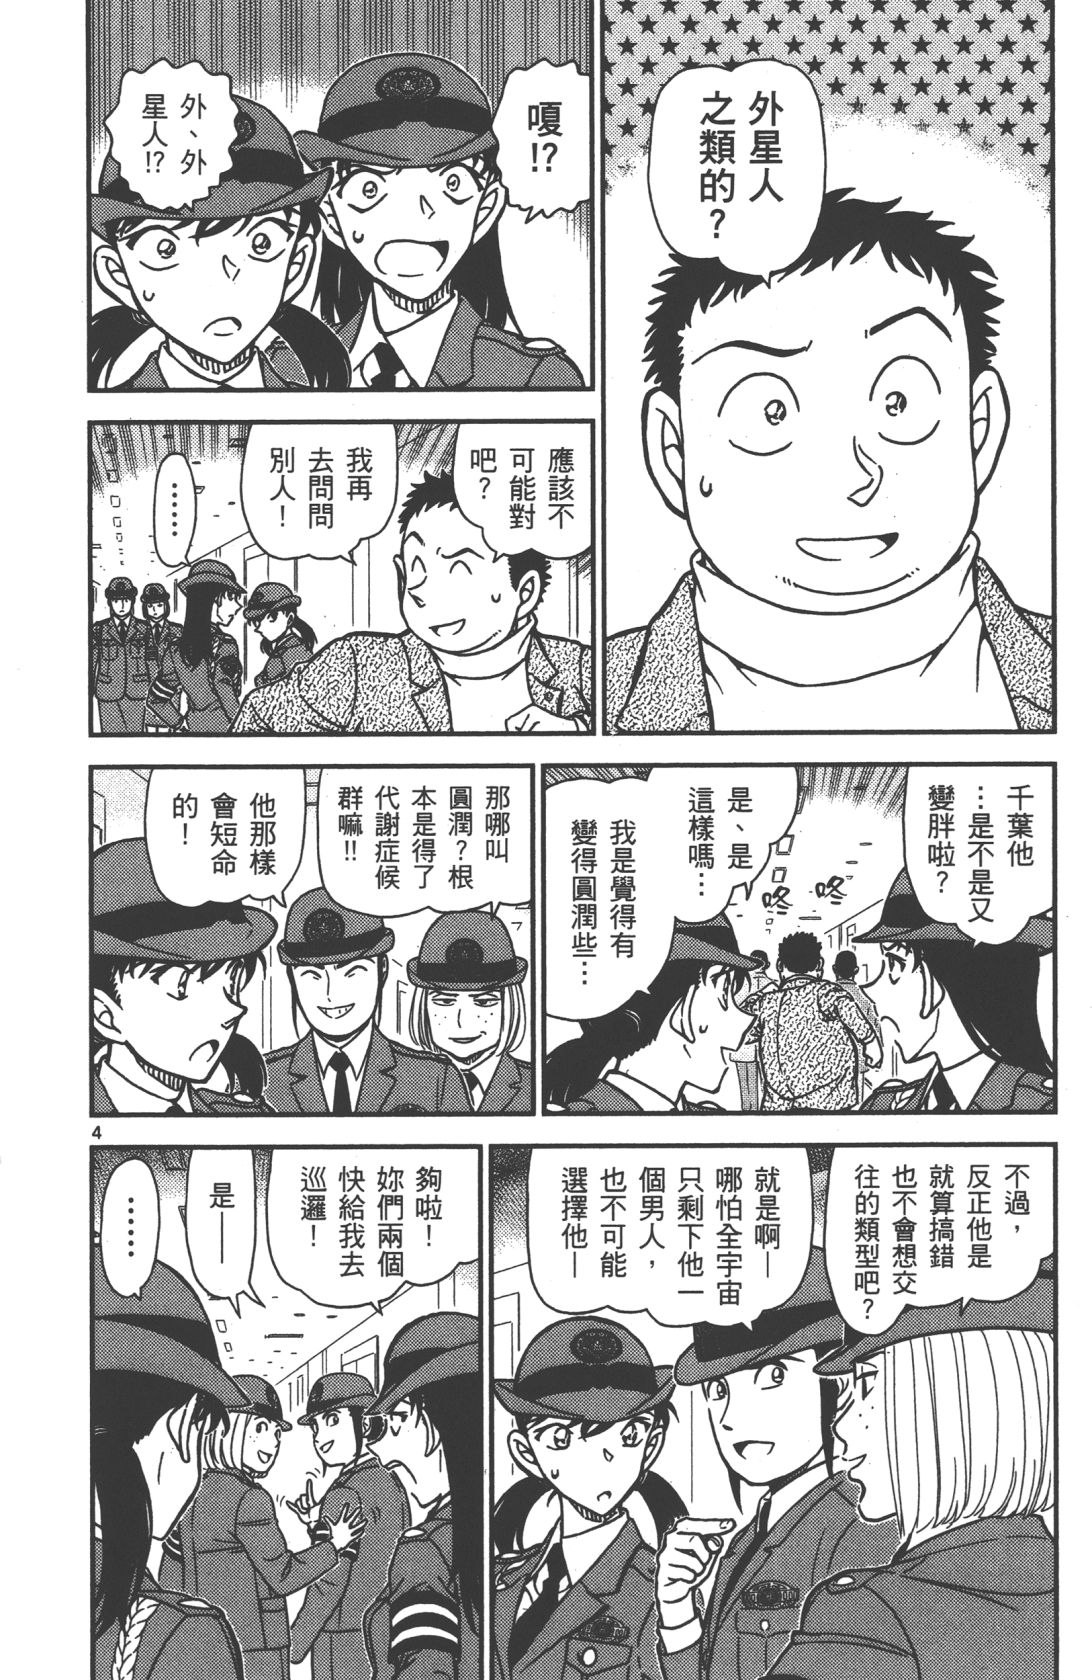 外星人
之類的？
嗄!?
外、外
星人!?
應該不
可能對
吧？
我再
去問問
別人！
……
千葉他
…是不是又
變胖啦？
咚
咚
是、是
這樣嗎…
我是覺得有
變得圓潤些…
那哪叫
圓潤？根
本是得了
代謝症候
群嘛!!
他那樣
會短命
的！
4
不過，
反正他是
就算搞錯
也不會想交
往的類型吧？
就是啊—
哪怕全宇宙
只剩下他一
個男人，
也不可能
選擇他—
夠啦！
妳們兩個
快給我去
巡邏！
是—
……